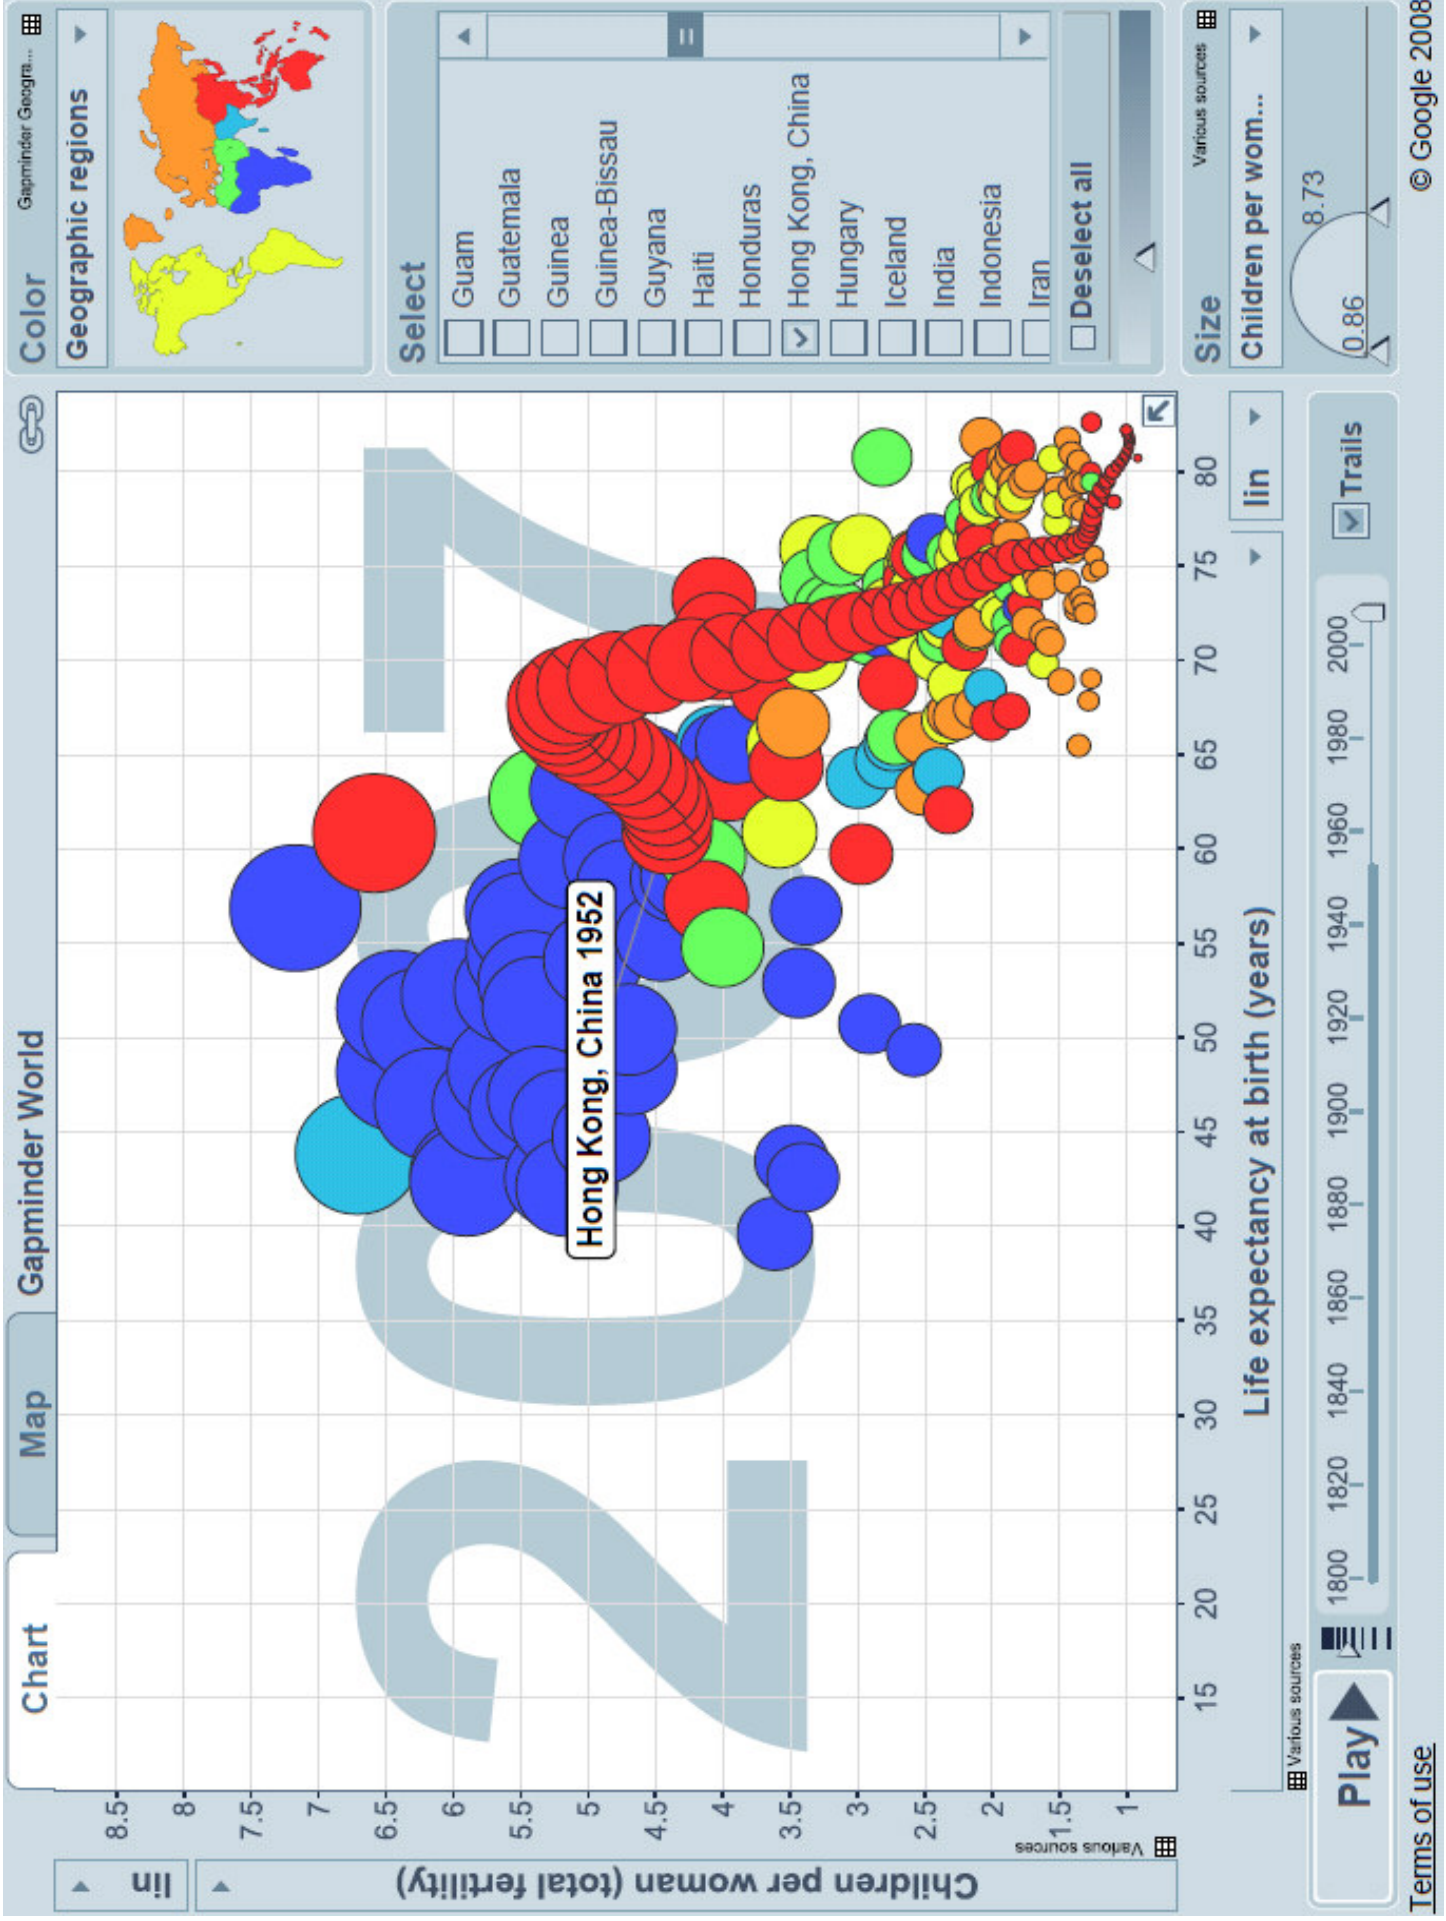 Chart
Map
Gapminder World
lin
Children per woman (total fertility)
Various sources
8.5
8
7.5
7
6.5
6
5.5
5
4.5
4
3.5
3
2.5
2
1.5
1
2007
Hong Kong, China 1952
15
20
25
30
35
40
45
50
55
60
65
70
75
80
Various sources
Life expectancy at birth (years)
lin
Play
1800
1820
1840
1860
1880
1900
1920
1940
1960
1980
2000
Trails
Color
Gapminder Geogra...
Geographic regions
Select
Guam
Guatemala
Guinea
Guinea-Bissau
Guyana
Haiti
Honduras
Hong Kong, China
Hungary
Iceland
India
Indonesia
Iran
Deselect all
Size
Various sources
Children per wom...
0.86
8.73
Terms of use
© Google 2008